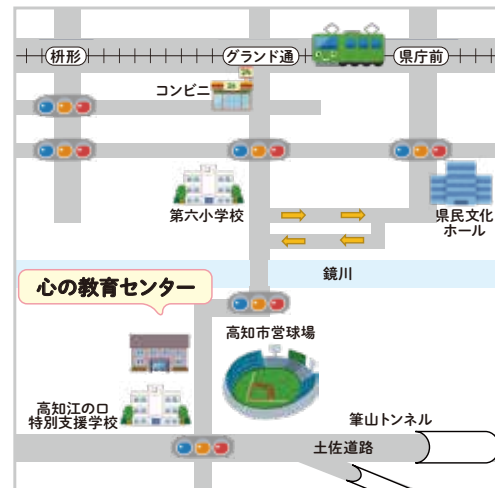 枡形
グランド通
県庁前
コンビニ
第六小学校
県民文化
ホール
鏡川
心の教育センター
高知市営球場
高知江の口
特別支援学校
筆山トンネル
土佐道路